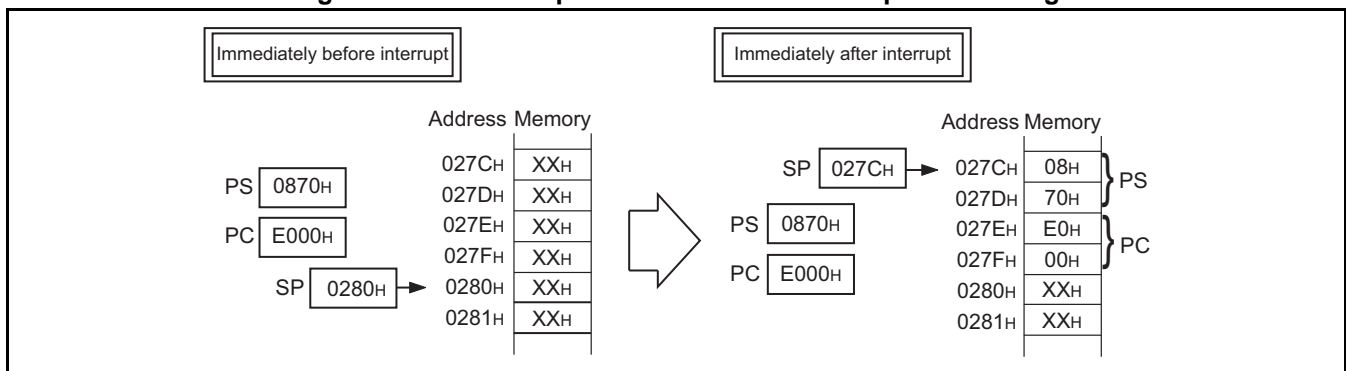 Immediately before interrupt
Address Memory
027CH XXH
PS 0870H
027DH XXH
PC E000H
027EH XXH
027FH XXH
SP 0280H 0280H XXH
0281H XXH
Immediately after interrupt
Address Memory
SP 027CH 027CH 08H
027DH 70H
PS
PS 0870H
027EH E0H
PC
PC E000H
027FH 00H
0280H XXH
0281H XXH